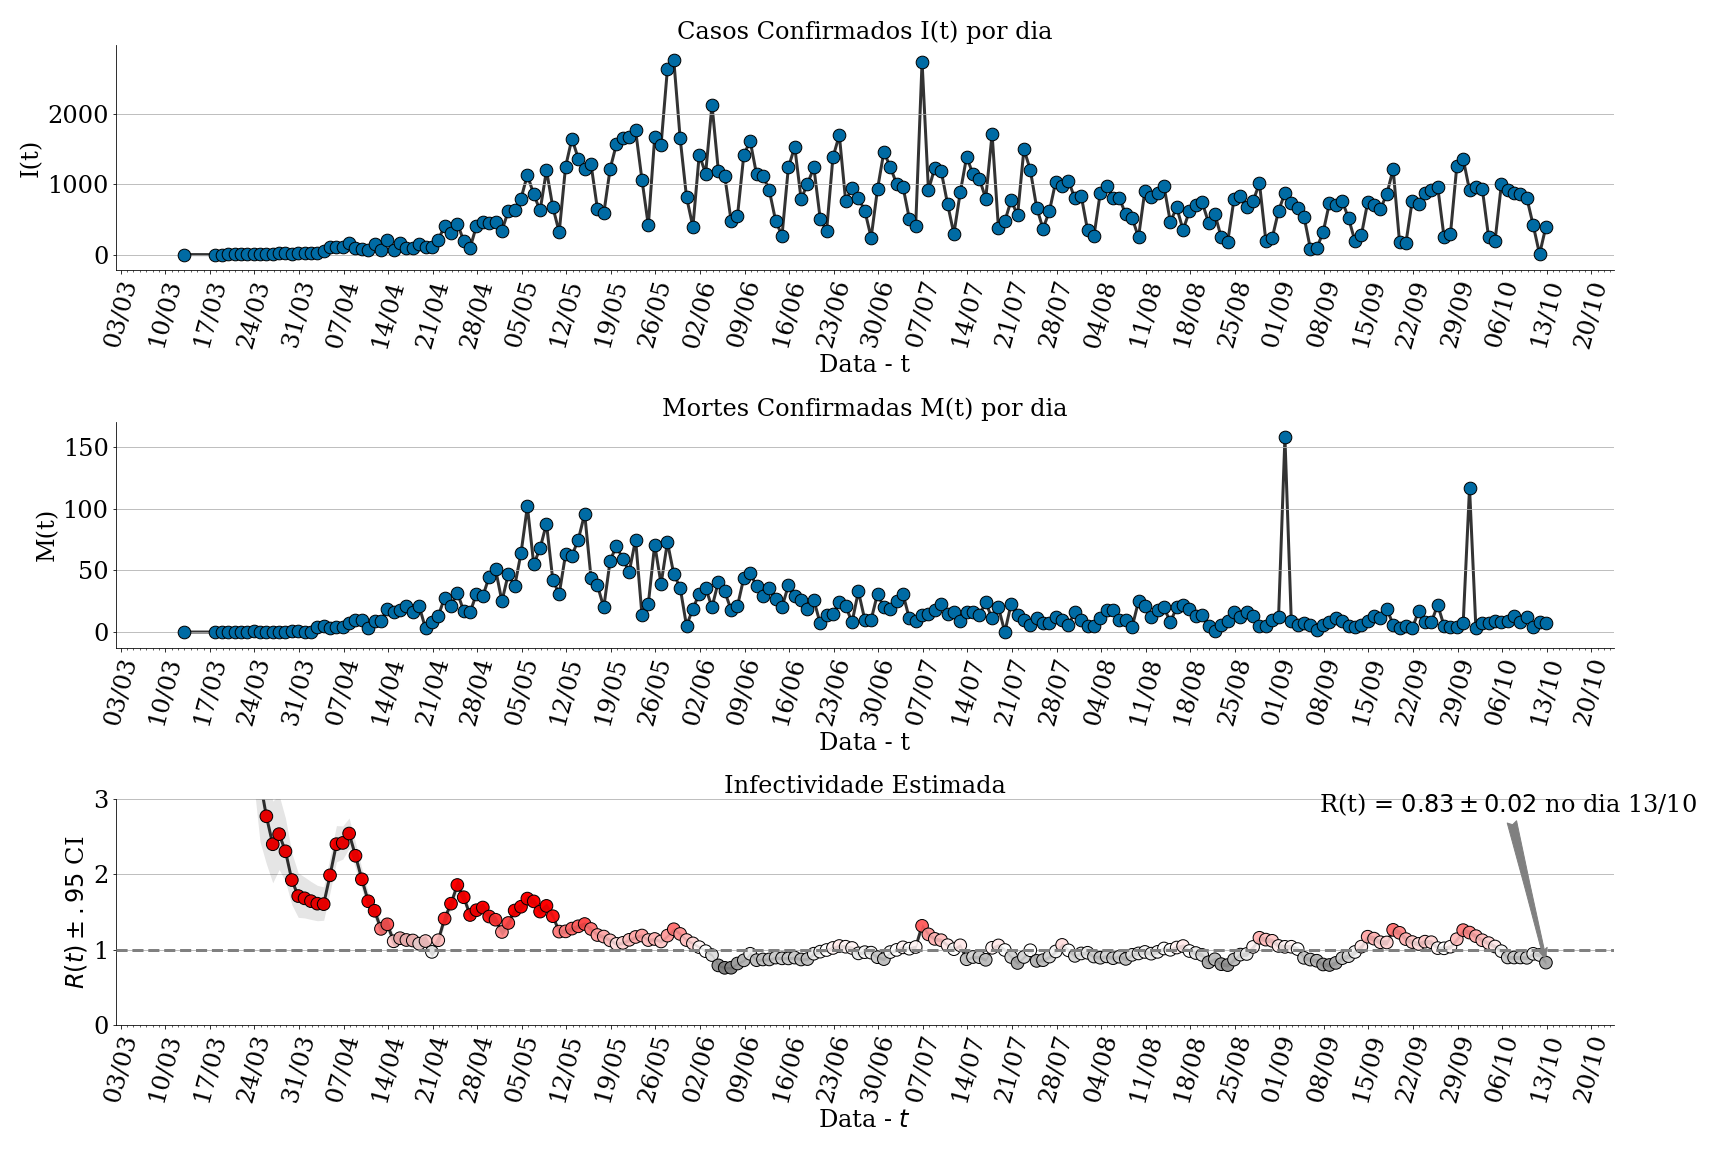 Casos Confirmados I(t) por dia
I(t)
2000
1000
0
03/03 10/03 17/03 24/03 31/03 07/04 14/04 21/04 28/04 05/05 12/05 19/05 26/05 02/06 09/06 16/06 23/06 30/06 07/07 14/07 21/07 28/07 04/08 11/08 18/08 25/08 01/09 08/09 15/09 22/09 29/09 06/10 13/10 20/10
Data - t
Mortes Confirmadas M(t) por dia
M(t)
150
100
50
0
03/03 10/03 17/03 24/03 31/03 07/04 14/04 21/04 28/04 05/05 12/05 19/05 26/05 02/06 09/06 16/06 23/06 30/06 07/07 14/07 21/07 28/07 04/08 11/08 18/08 25/08 01/09 08/09 15/09 22/09 29/09 06/10 13/10 20/10
Data - t
Infectividade Estimada
R(t) = 0.83 ± 0.02 no dia 13/10
R(t) ± .95 CI
3
2
1
0
03/03 10/03 17/03 24/03 31/03 07/04 14/04 21/04 28/04 05/05 12/05 19/05 26/05 02/06 09/06 16/06 23/06 30/06 07/07 14/07 21/07 28/07 04/08 11/08 18/08 25/08 01/09 08/09 15/09 22/09 29/09 06/10 13/10 20/10
Data - t